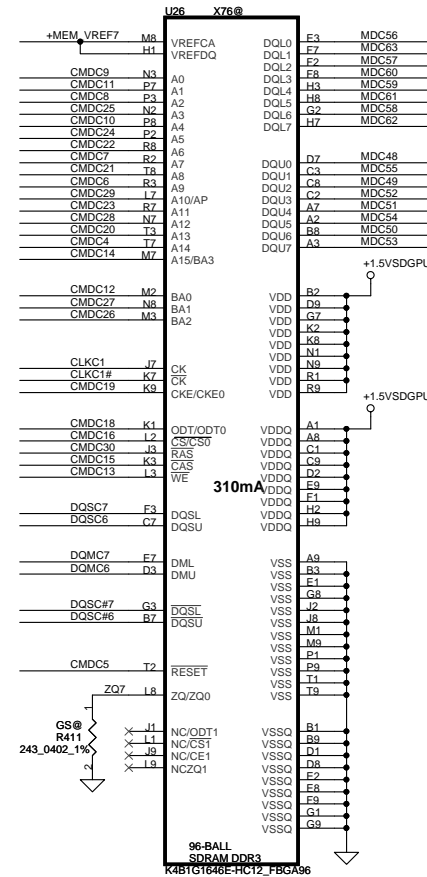 U26 X76@
+MEM_VREF7 M8 VREFCA
H1 VREFDQ
CMDC9 N3 A0
CMDC11 P7 A1
CMDC8 P3 A2
CMDC25 N2 A3
CMDC10 P8 A4
CMDC24 P2 A5
CMDC22 R8 A6
CMDC7 R2 A7
CMDC21 T8 A8
CMDC6 R3 A9
CMDC29 L7 A10/AP
CMDC23 R7 A11
CMDC28 N7 A12
CMDC20 T3 A13
CMDC4 T7 A14
CMDC14 M7 A15/BA3
CMDC12 M2 BA0
CMDC27 N8 BA1
CMDC26 M3 BA2
CLKC1 J7 CK
CLKC1# K7 CK
CMDC19 K9 CKE/CKE0
CMDC18 K1 ODT/ODT0
CMDC16 L2 CS/CS0
CMDC30 J3 RAS
CMDC15 K3 CAS
CMDC13 L3 WE
DQSC7 F3 DQSL
DQSC6 C7 DQSU
DQMC7 E7 DML
DQMC6 D3 DMU
DQSC#7 G3 DQSL
DQSC#6 B7 DQSU
CMDC5 T2 RESET
ZQ7 L8 ZQ/ZQ0
1
GS@
R411
243_0402_1%
2
J1 NC/ODT1
L1 NC/CS1
J9 NC/CE1
L9 NCZQ1
DQL0 E3 MDC56
DQL1 F7 MDC63
DQL2 F2 MDC57
DQL3 F8 MDC60
DQL4 H3 MDC59
DQL5 H8 MDC61
DQL6 G2 MDC58
DQL7 H7 MDC62
DQU0 D7 MDC48
DQU1 C3 MDC55
DQU2 C8 MDC49
DQU3 C2 MDC52
DQU4 A7 MDC51
DQU5 A2 MDC54
DQU6 B8 MDC50
DQU7 A3 MDC53
+1.5VSDGPU
VDD B2
VDD D9
VDD G7
VDD K2
VDD K8
VDD N1
VDD N9
VDD R1
VDD R9
+1.5VSDGPU
VDDQ A1
VDDQ A8
VDDQ C1
VDDQ C9
VDDQ D2
310mA
VDDQ E9
VDDQ F1
VDDQ H2
VDDQ H9
VSS A9
VSS B3
VSS E1
VSS G8
VSS J2
VSS J8
VSS M1
VSS M9
VSS P1
VSS P9
VSS T1
VSS T9
VSSQ B1
VSSQ B9
VSSQ D1
VSSQ D8
VSSQ E2
VSSQ E8
VSSQ F9
VSSQ G1
VSSQ G9
96-BALL
SDRAM DDR3
K4B1G1646E-HC12_FBGA96